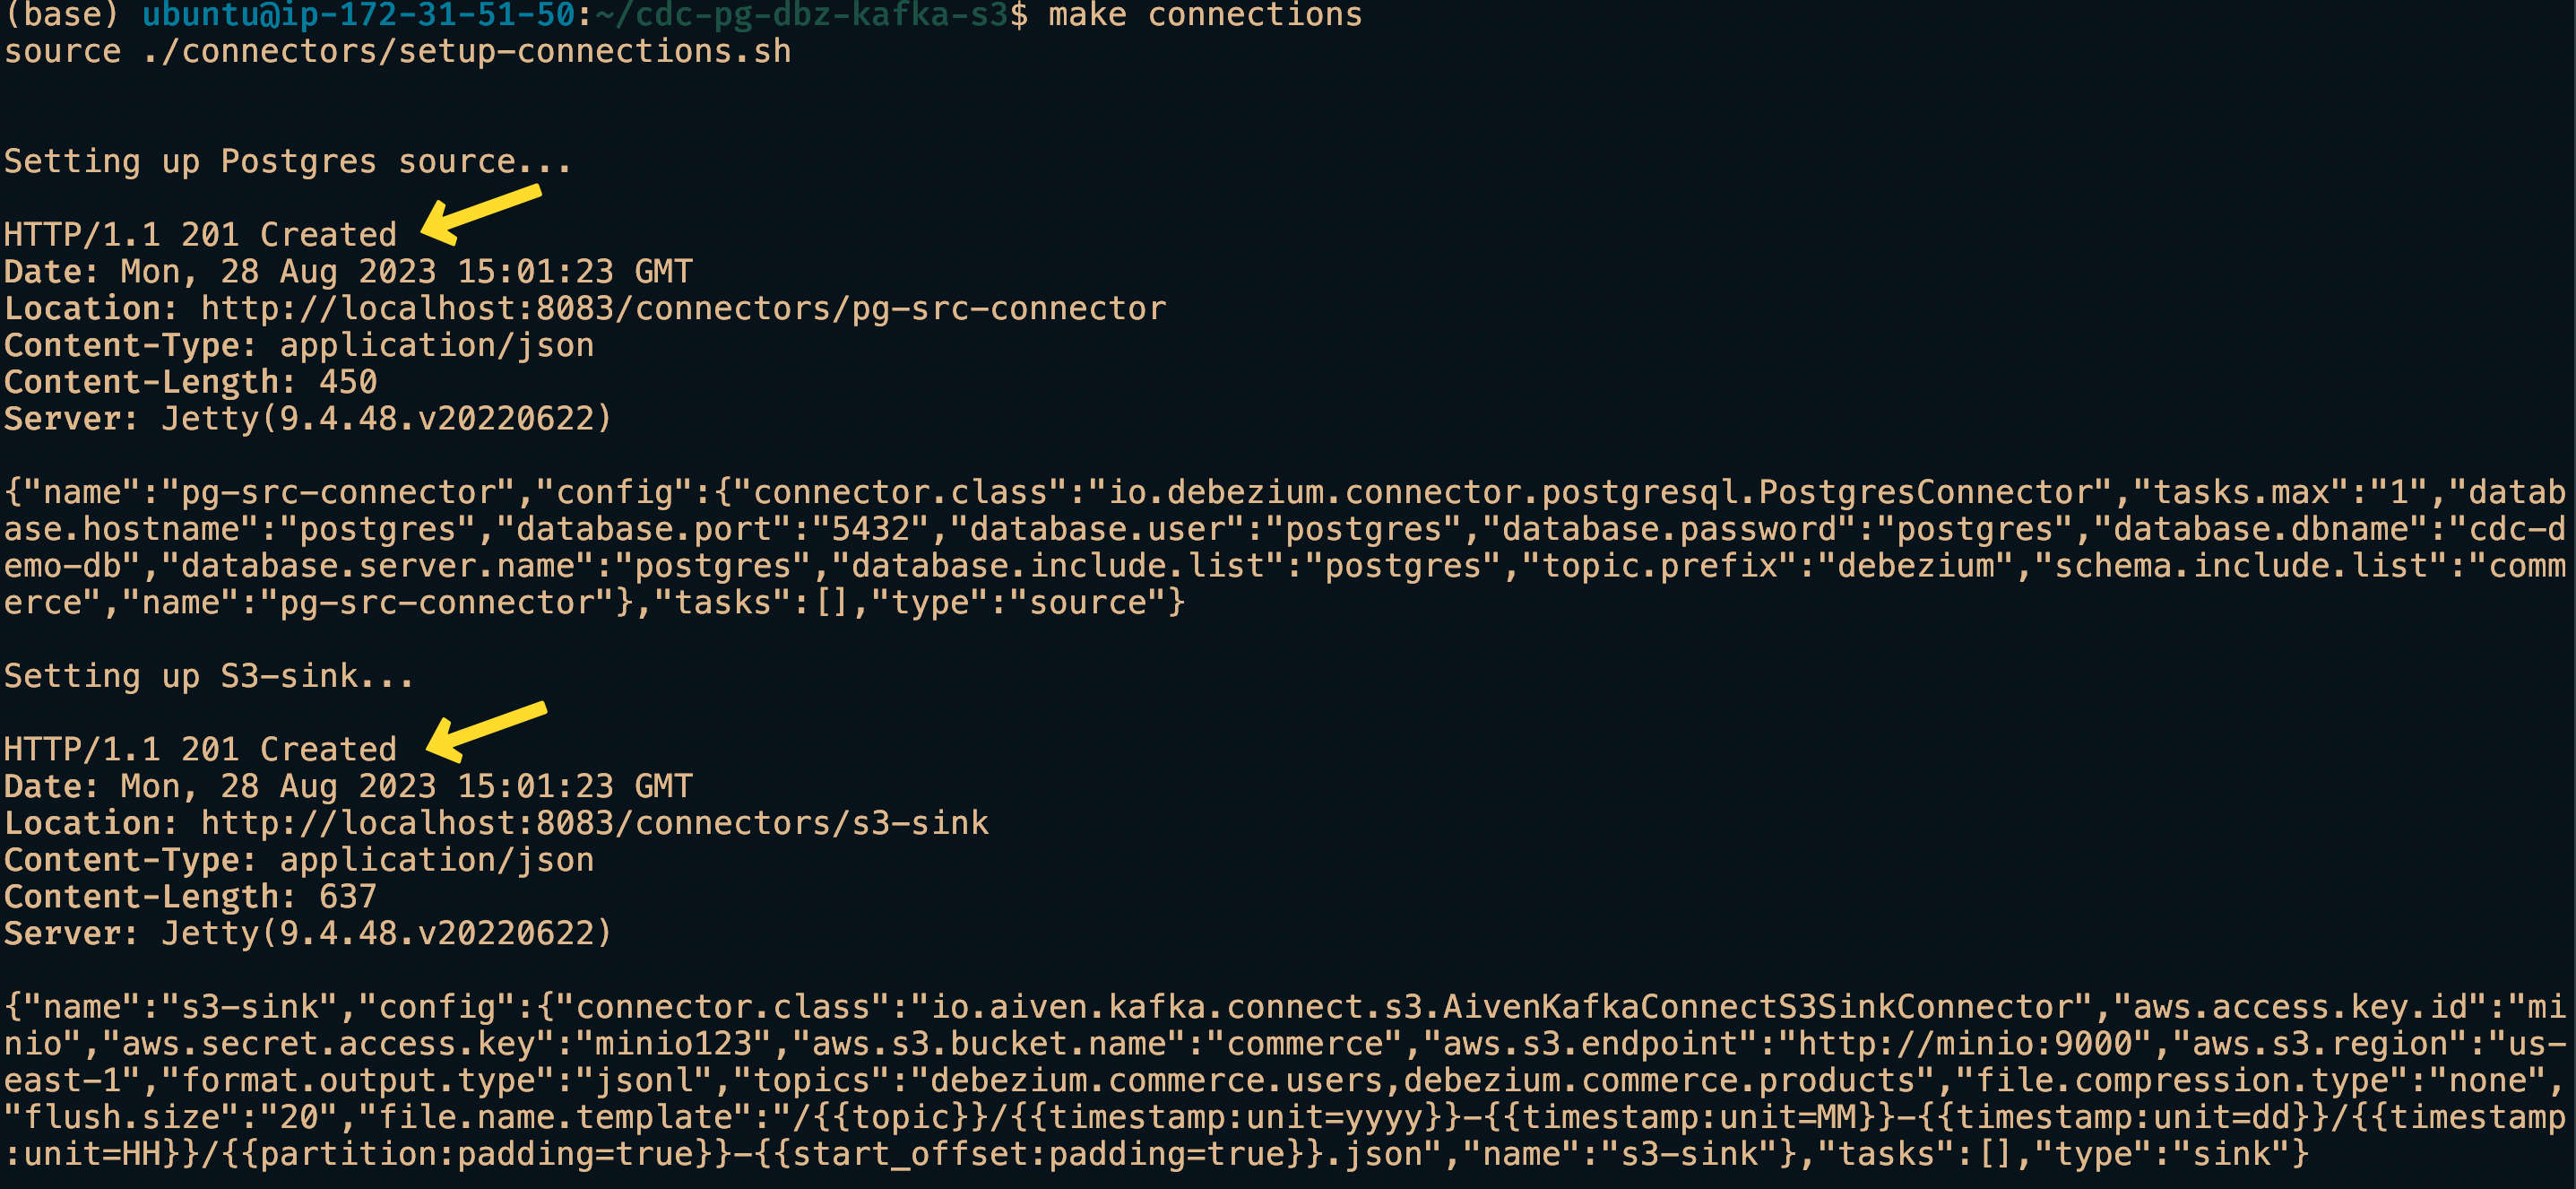 (base) ubuntu@ip-172-31-51-50:~/cdc-pg-dbz-kafka-s3$ make connections
source ./connectors/setup-connections.sh
Setting up Postgres source...
HTTP/1.1 201 Created
Date: Mon, 28 Aug 2023 15:01:23 GMT
Location: http://localhost:8083/connectors/pg-src-connector
Content-Type: application/json
Content-Length: 450
Server: Jetty(9.4.48.v20220622)
{"name":"pg-src-connector","config":{"connector.class":"io.debezium.connector.postgresql.PostgresConnector","tasks.max":"1","datab
ase.hostname":"postgres","database.port":"5432","database.user":"postgres","database.password":"postgres","database.dbname":"cdc-d
emo-db","database.server.name":"postgres","database.include.list":"postgres","topic.prefix":"debezium","schema.include.list":"comm
erce","name":"pg-src-connector"},"tasks":[],"type":"source"}
Setting up S3-sink...
HTTP/1.1 201 Created
Date: Mon, 28 Aug 2023 15:01:23 GMT
Location: http://localhost:8083/connectors/s3-sink
Content-Type: application/json
Content-Length: 637
Server: Jetty(9.4.48.v20220622)
{"name":"s3-sink","config":{"connector.class":"io.aiven.kafka.connect.s3.AivenKafkaConnectS3SinkConnector","aws.access.key.id":"mi
nio","aws.secret.access.key":"minio123","aws.s3.bucket.name":"commerce","aws.s3.endpoint":"http://minio:9000","aws.s3.region":"us-
east-1","format.output.type":"jsonl","topics":"debezium.commerce.users,debezium.commerce.products","file.compression.type":"none",
"flush.size":"20","file.name.template":"/{{topic}}/{{timestamp:unit=yyyy}}-{{timestamp:unit=MM}}-{{timestamp:unit=dd}}/{{timestamp
:unit=HH}}/{{partition:padding=true}}-{{start_offset:padding=true}}.json","name":"s3-sink"},"tasks":[],"type":"sink"}